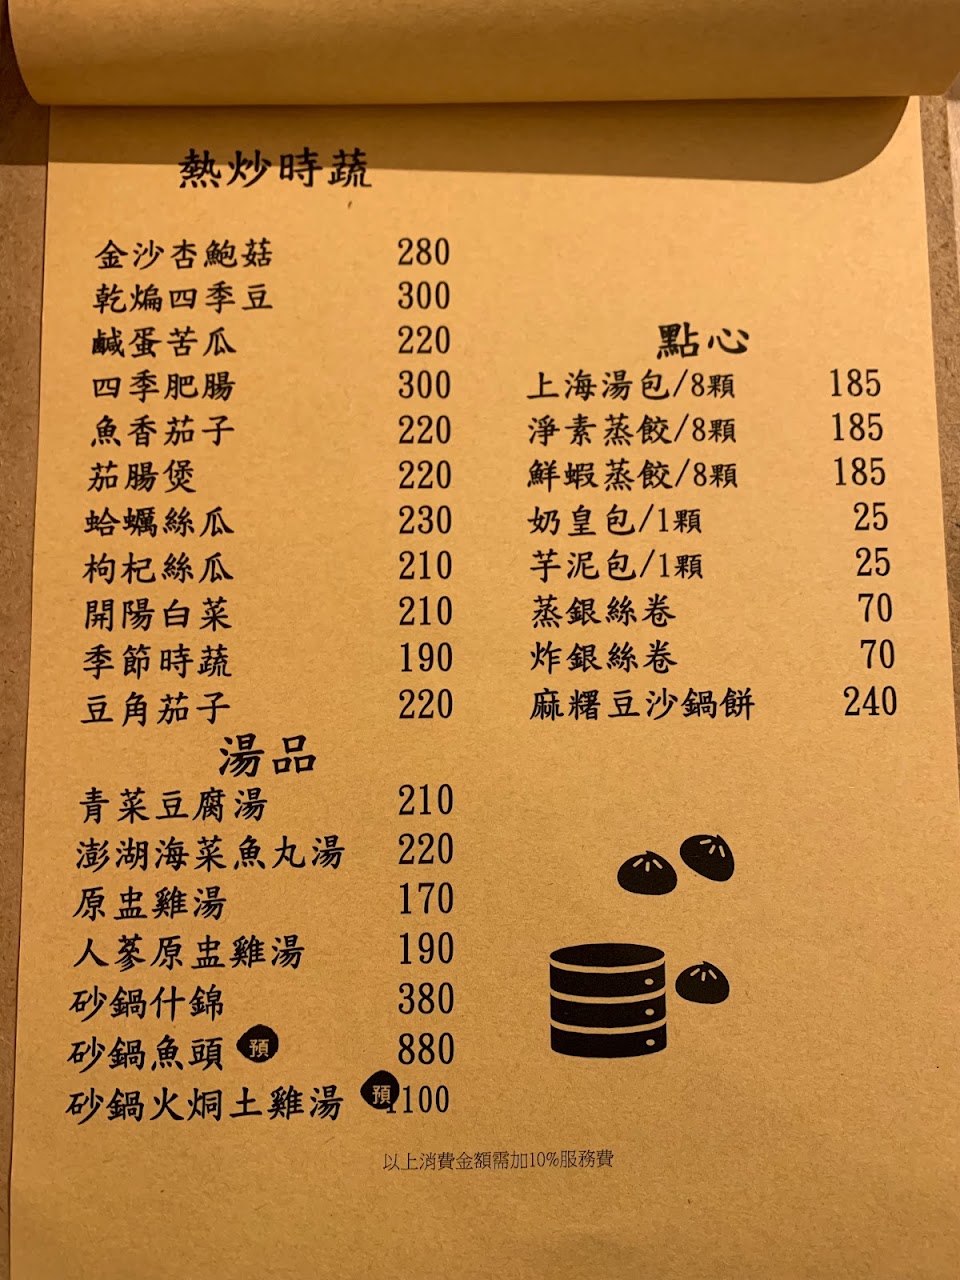 熱炒時蔬
金沙杏鮑菇 280
乾煸四季豆 300
鹹蛋苦瓜 220
四季肥腸 300
魚香茄子 220
茄腸煲 220
蛤蠣絲瓜 230
枸杞絲瓜 210
開陽白菜 210
季節時蔬 190
豆角茄子 220
湯品
青菜豆腐湯 210
澎湖海菜魚丸湯 220
原盅雞湯 170
人蔘原盅雞湯 190
砂鍋什錦 380
砂鍋魚頭 預 880
砂鍋火烔土雞湯 預 1100
點心
上海湯包/8顆 185
淨素蒸餃/8顆 185
鮮蝦蒸餃/8顆 185
奶皇包/1顆 25
芋泥包/1顆 25
蒸銀絲卷 70
炸銀絲卷 70
麻糬豆沙鍋餅 240
以上消費金額需加10%服務費